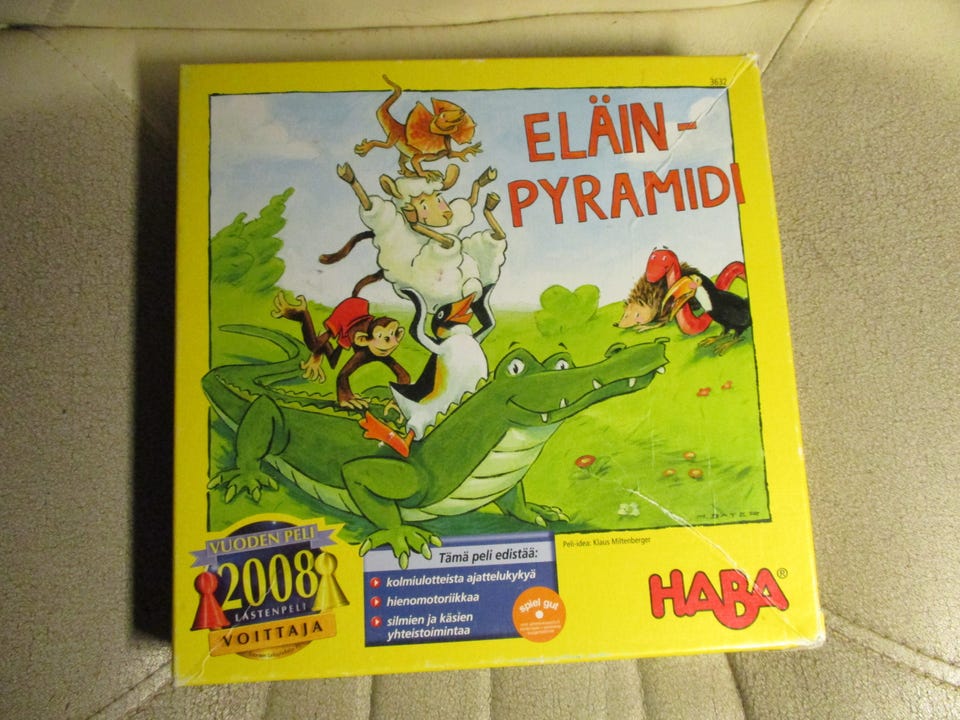 3632
ELÄIN-
PYRAMIDI
M. BAYER
VUODEN PELI
2008
LASTENPELI
VOITTAJA
Tämä peli edistää:
kolmiulotteista ajattelukykyä
hienomotoriikkaa
silmien ja käsien
yhteistoimintaa
Peli-idea: Klaus Miltenberger
spiel gut
HABA®